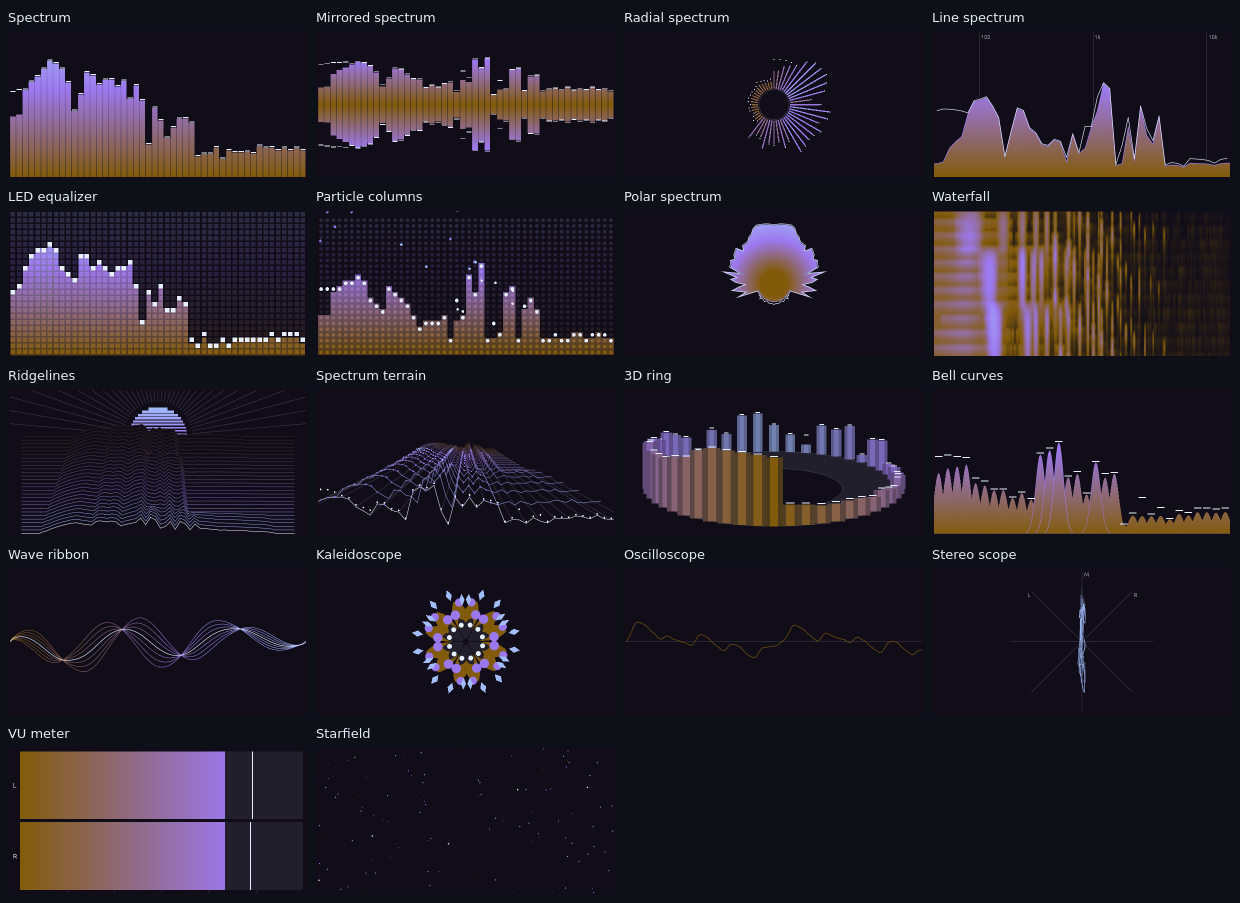 Spectrum
Mirrored spectrum
Radial spectrum
Line spectrum
100
1k
10k
LED equalizer
Particle columns
Polar spectrum
Waterfall
Ridgelines
Spectrum terrain
3D ring
Bell curves
Wave ribbon
Kaleidoscope
Oscilloscope
Stereo scope
M
L
R
VU meter
Starfield
L
R